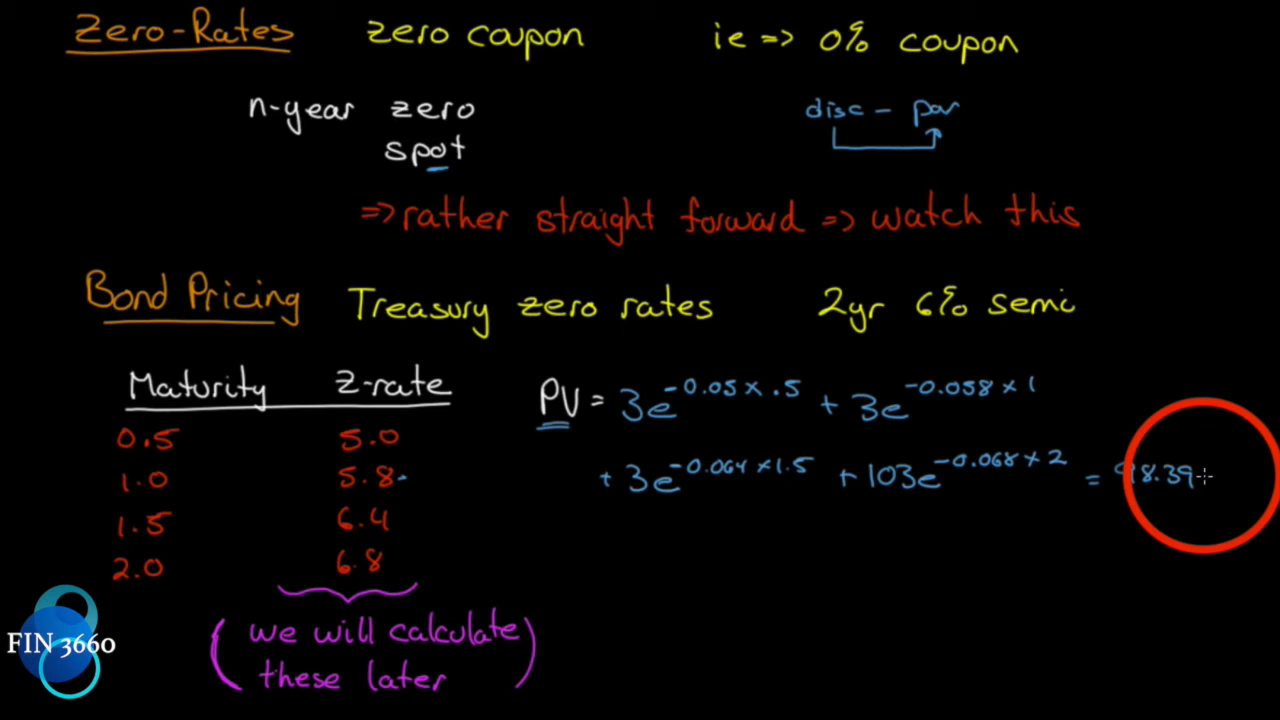 Zero-Rates zero coupon ie => 0% coupon
n-year zero disc - par
spot
=> rather straight forward => watch this
Bond Pricing Treasury zero rates 2yr 6% semi
Maturity Z-rate PV = 3e^-0.05×.5 + 3e^-0.058×1
0.5 5.0
1.0 5.8 + 3e^-0.064×1.5 + 103e^-0.068×2 = 98.39
1.5 6.4
2.0 6.8
(we will calculate
these later)
FIN 3660